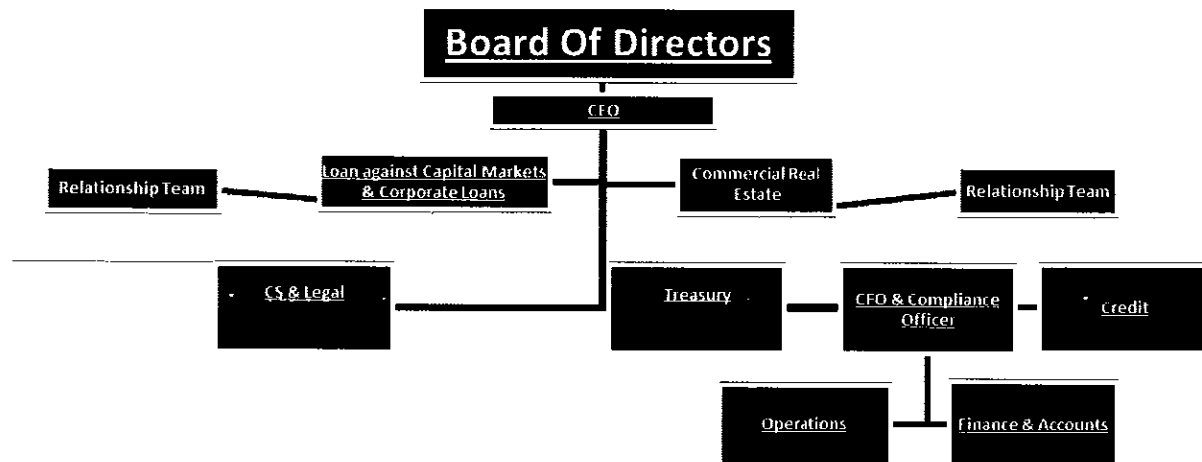 Board Of Directors
CEO
Loan against Capital Markets
& Corporate Loans
Relationship Team
Commercial Real
Estate
Relationship Team
CS & Legal
Treasury
CFO & Compliance
Officer
Credit
Operations
Finance & Accounts